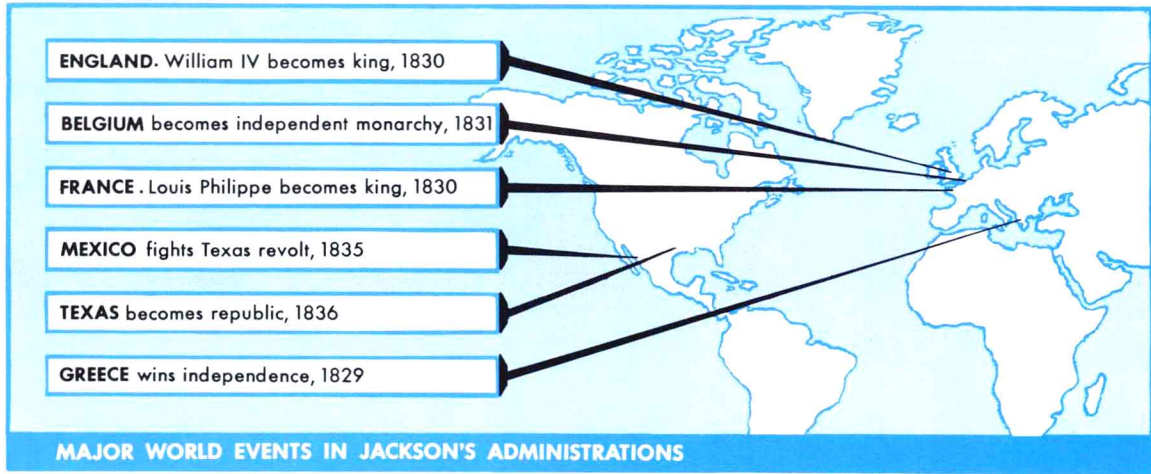 ENGLAND. William IV becomes king, 1830
BELGIUM becomes independent monarchy, 1831
FRANCE. Louis Philippe becomes king, 1830
MEXICO fights Texas revolt, 1835
TEXAS becomes republic, 1836
GREECE wins independence, 1829
MAJOR WORLD EVENTS IN JACKSON'S ADMINISTRATIONS